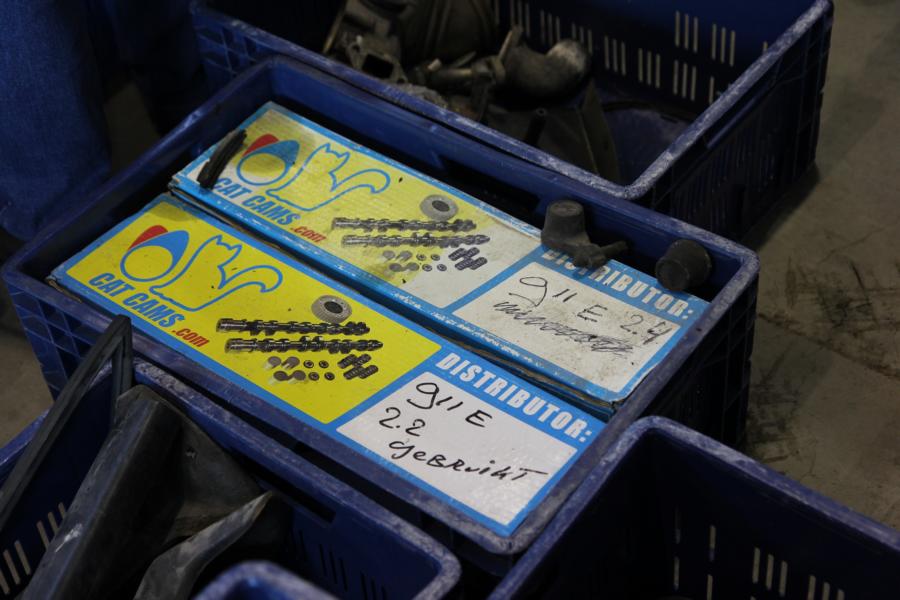 CAT CAMS.com
DISTRIBUTOR:
911 E 2.4
CAT CAMS.com
DISTRIBUTOR:
911 E
2.2
GEBRUIKT